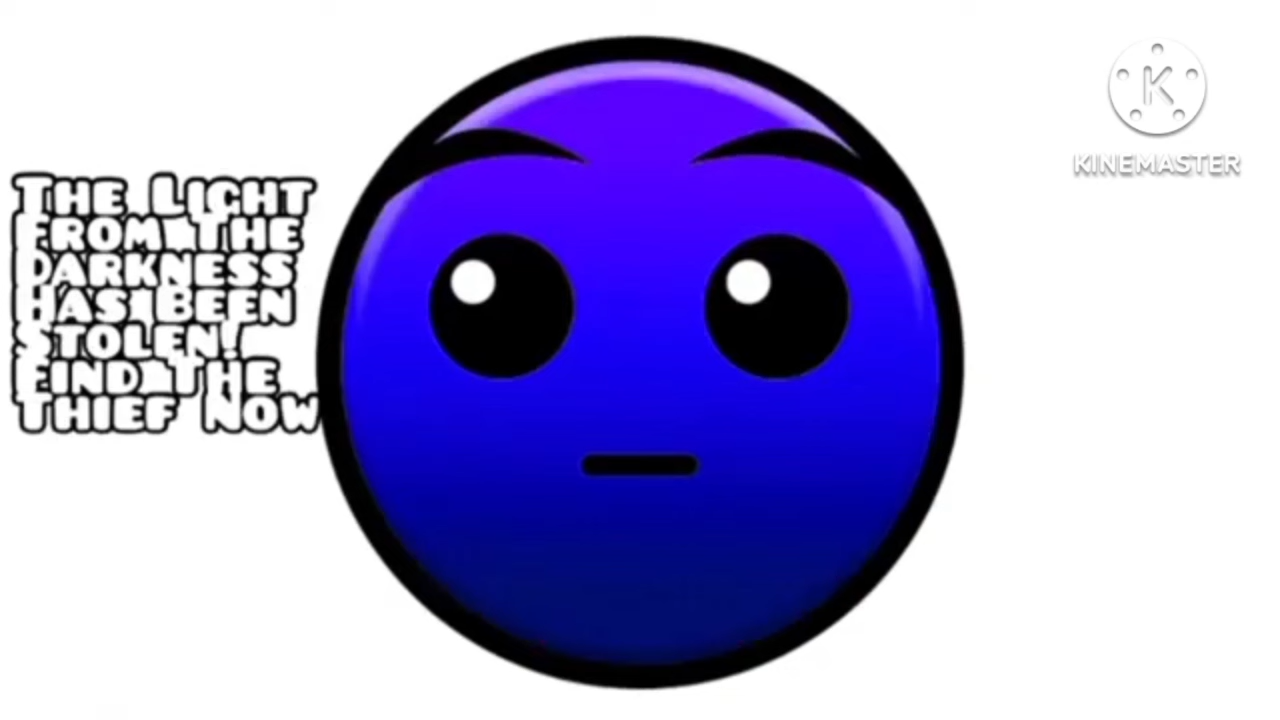 The Light
From The
Darkness
Has Been
Stolen!
Find The
Thief Now
K
KINEMASTER